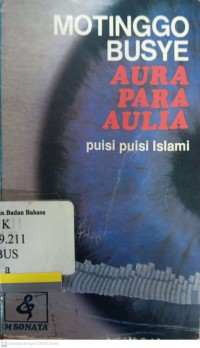 MOTINGGO
BUSYE
AURA
PARA
AULIA
puisi puisi Islami
n Badan Bahasa
K
9.211
BUS
a
M SONATA